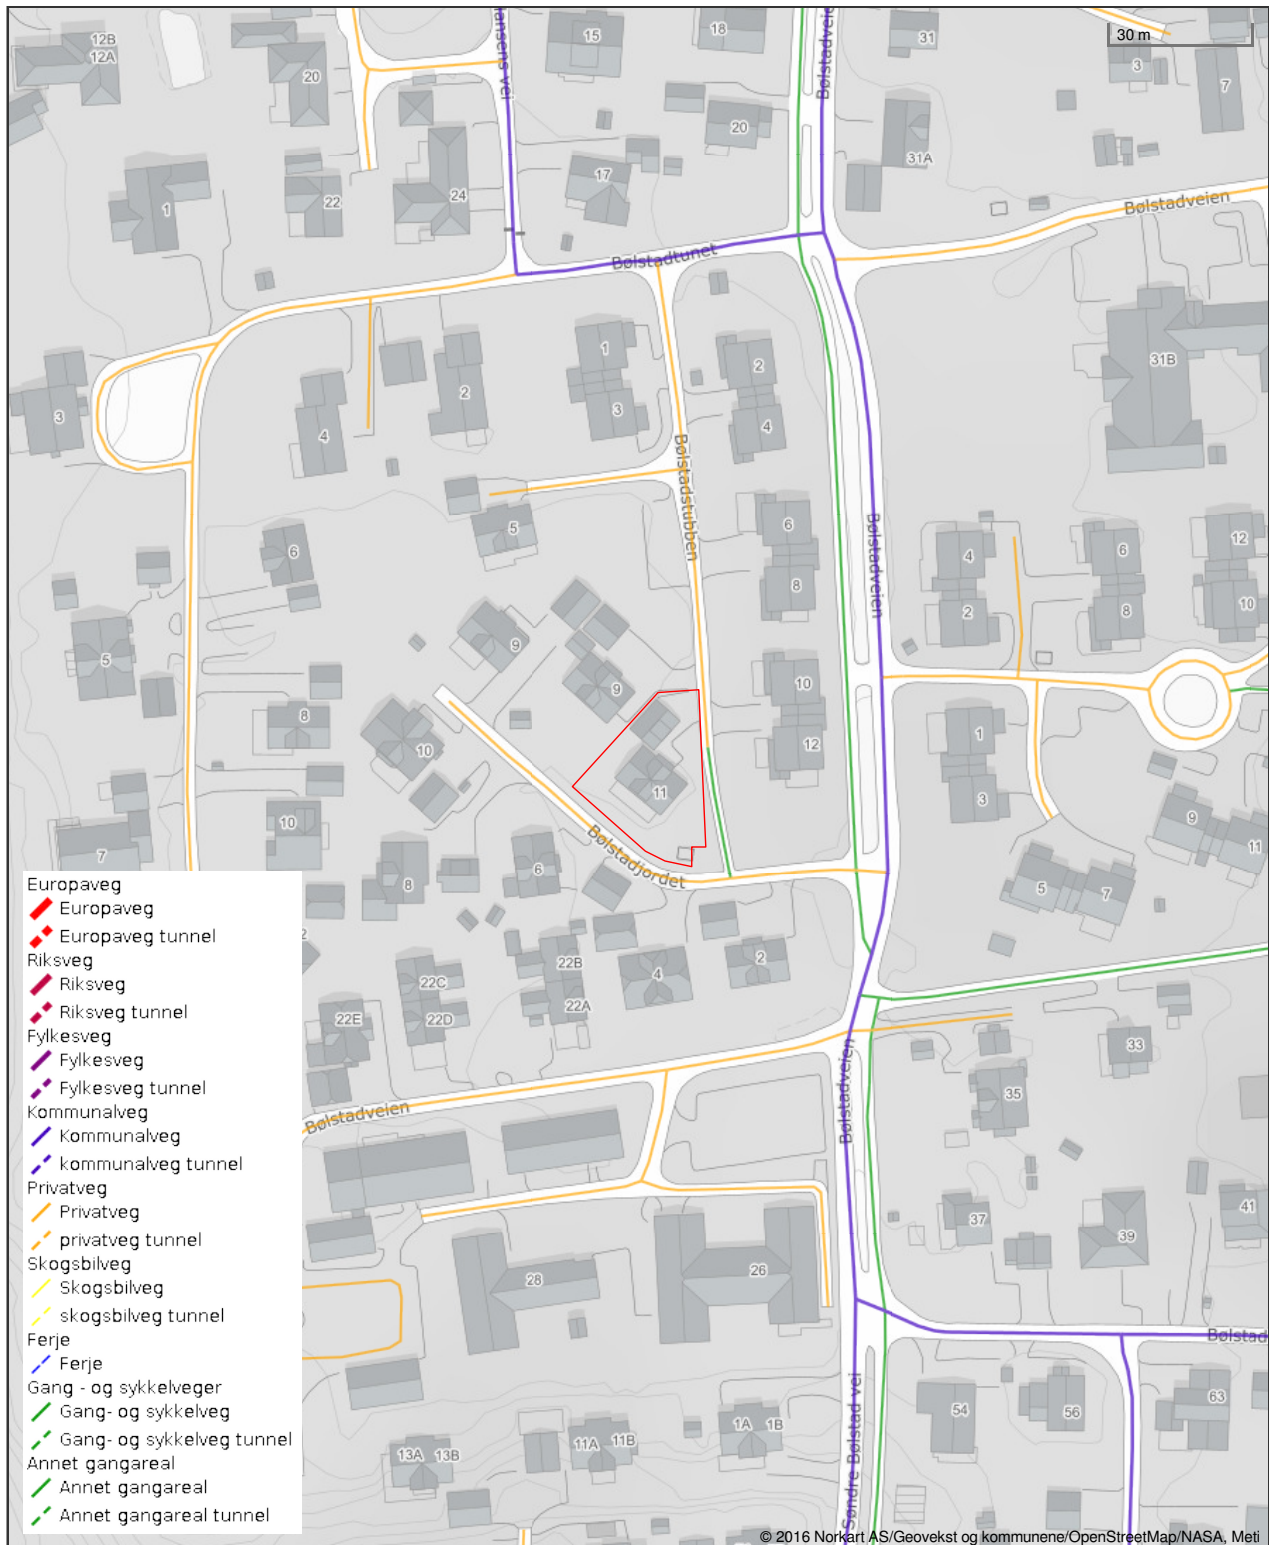 12B
12A
20
Hansens vei
15
18
Bølstadveien
31
30 m
3
7
1
22
24
17
20
31A
Bølstadveien
Bølstadtunet
3
4
2
1
3
2
4
31B
Bølstadstubben
5
6
6
8
Bølstadveien
4
2
6
8
12
10
5
9
9
8
10
10
12
11
1
3
9
11
10
7
8
6
Bølstadjordet
5
7
2
22B
22A
22C
22D
22E
4
2
Bølstadveien
Bølstadveien
33
35
37
39
41
28
26
Bølstad
Søndre Bølstad vei
54
56
63
13A
13B
11A
11B
1A
1B
Europaveg
Europaveg
Europaveg tunnel
Riksveg
Riksveg
Riksveg tunnel
Fylkesveg
Fylkesveg
Fylkesveg tunnel
Kommunalveg
Kommunalveg
kommunalveg tunnel
Privatveg
Privatveg
privatveg tunnel
Skogsbilveg
Skogsbilveg
skogsbilveg tunnel
Ferje
Ferje
Gang - og sykkelveger
Gang- og sykkelveg
Gang- og sykkelveg tunnel
Annet gangareal
Annet gangareal
Annet gangareal tunnel
© 2016 Norkart AS/Geovekst og kommunene/OpenStreetMap/NASA, Meti